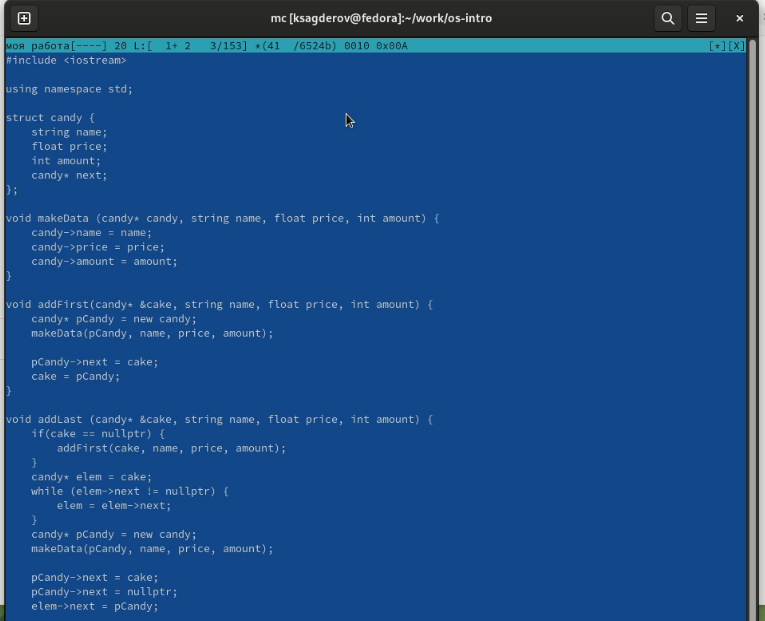 mc [ksagderov@fedora]:~/work/os-intro
моя работа[----] 20 L:[  1+ 2   3/153] *(41  /6524b) 0010 0x00A [*][X]
#include <iostream>

using namespace std;

struct candy {
    string name;
    float price;
    int amount;
    candy* next;
};

void makeData (candy* candy, string name, float price, int amount) {
    candy->name = name;
    candy->price = price;
    candy->amount = amount;
}

void addFirst(candy* &cake, string name, float price, int amount) {
    candy* pCandy = new candy;
    makeData(pCandy, name, price, amount);

    pCandy->next = cake;
    cake = pCandy;
}

void addLast (candy* &cake, string name, float price, int amount) {
    if(cake == nullptr) {
        addFirst(cake, name, price, amount);
    }
    candy* elem = cake;
    while (elem->next != nullptr) {
        elem = elem->next;
    }
    candy* pCandy = new candy;
    makeData(pCandy, name, price, amount);

    pCandy->next = cake;
    pCandy->next = nullptr;
    elem->next = pCandy;